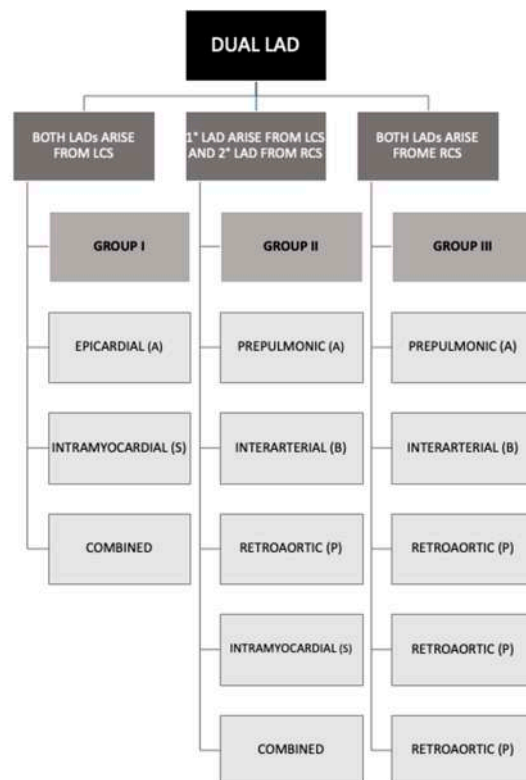 DUAL LAD
BOTH LADs ARISE
FROM LCS
1° LAD ARISE FROM LCS
AND 2° LAD FROM RCS
BOTH LADs ARISE
FROME RCS
GROUP I
GROUP II
GROUP III
EPICARDIAL (A)
PREPULMONIC (A)
PREPULMONIC (A)
INTRAMYOCARDIAL (S)
INTERARTERIAL (B)
INTERARTERIAL (B)
COMBINED
RETROAORTIC (P)
RETROAORTIC (P)
INTRAMYOCARDIAL (S)
RETROAORTIC (P)
COMBINED
RETROAORTIC (P)